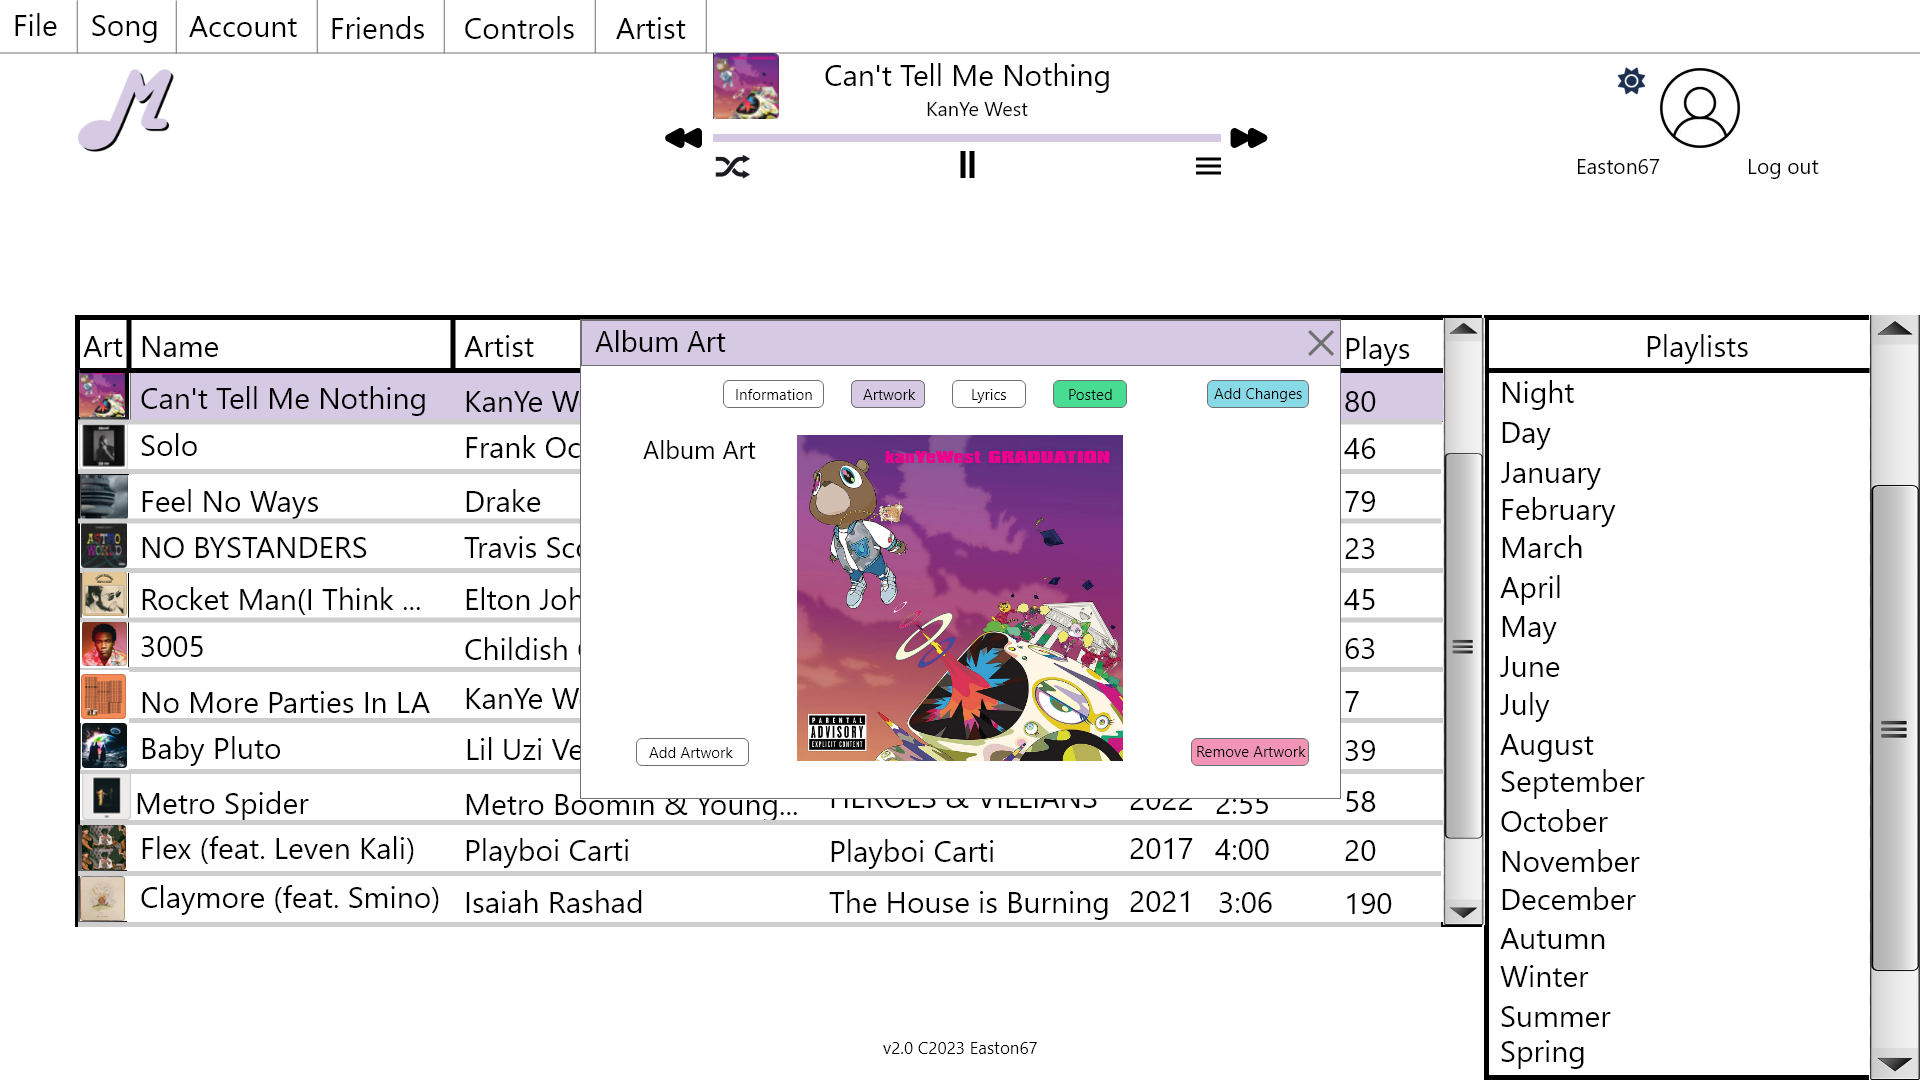 File Song Account Friends Controls Artist
Can't Tell Me Nothing
KanYe West
Easton67 Log out
Art Name Artist Plays
Can't Tell Me Nothing KanYe W 80
Solo Frank Oc 46
Feel No Ways Drake 79
NO BYSTANDERS Travis Sco 23
Rocket Man(I Think ... Elton Joh 45
3005 Childish 63
No More Parties In LA KanYe W 7
Baby Pluto Lil Uzi Ve 39
Metro Spider Metro Boomin & Young... HEROES & VILLIANS 2022 2:55 58
Flex (feat. Leven Kali) Playboi Carti Playboi Carti 2017 4:00 20
Claymore (feat. Smino) Isaiah Rashad The House is Burning 2021 3:06 190
Album Art
Information Artwork Lyrics Posted Add Changes
Album Art
kanYeWest GRADUATION
PARENTAL
ADVISORY
EXPLICIT CONTENT
Add Artwork Remove Artwork
ASTRO
WORLD
Playlists
Night
Day
January
February
March
April
May
June
July
August
September
October
November
December
Autumn
Winter
Summer
Spring
v2.0 C2023 Easton67